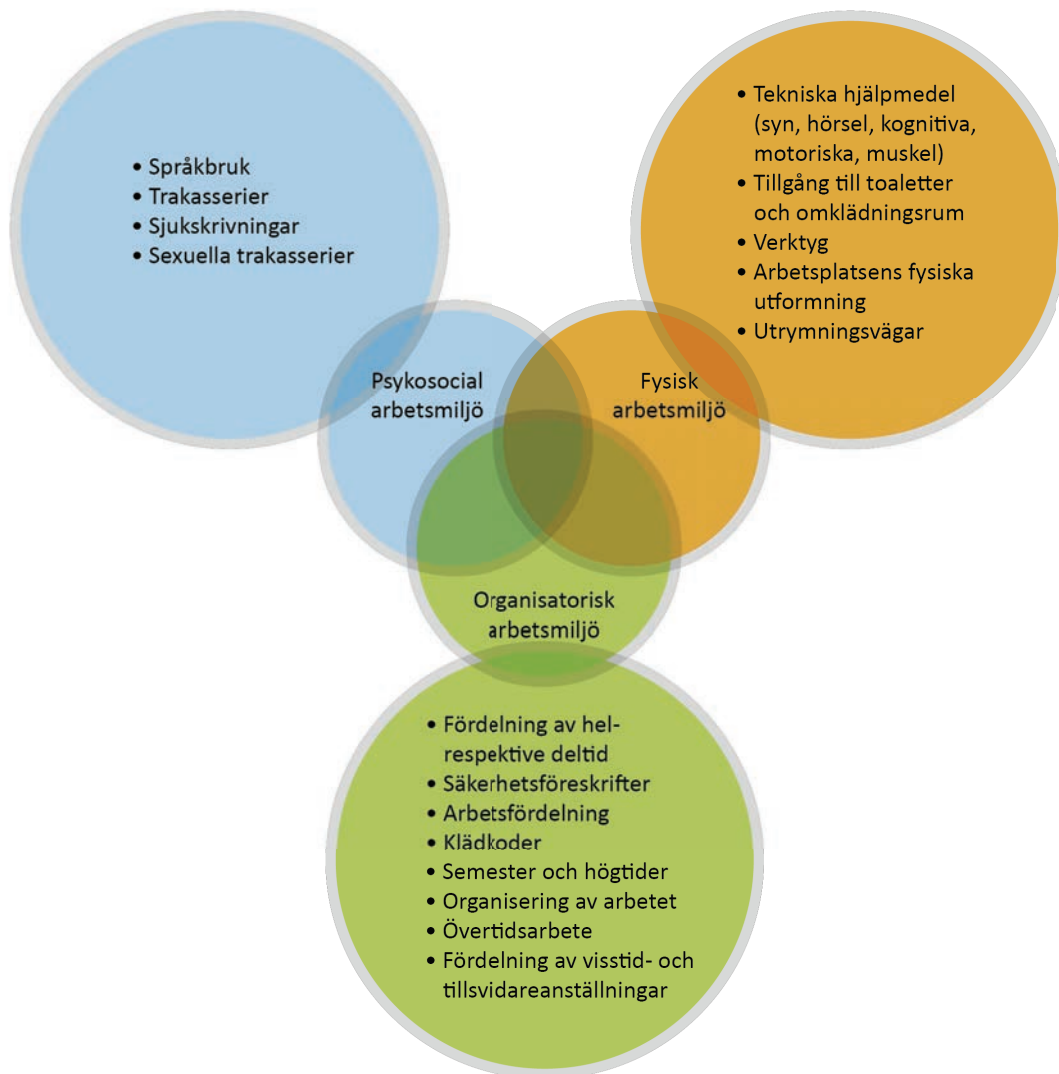 • Språkbruk
• Trakasserier
• Sjukskrivningar
• Sexuella trakasserier
• Tekniska hjälpmedel
(syn, hörsel, kognitiva,
motoriska, muskel)
• Tillgång till toaletter
och omklädningsrum
• Verktyg
• Arbetsplatsens fysiska
utformning
• Utrymningsvägar
Psykosocial
arbetsmiljö
Fysisk
arbetsmiljö
Organisatorisk
arbetsmiljö
• Fördelning av hel-
respektive deltid
• Säkerhetsföreskrifter
• Arbetsfördelning
• Klädkoder
• Semester och högtider
• Organisering av arbetet
• Övertidsarbete
• Fördelning av visstid- och
tillsvidareanställningar